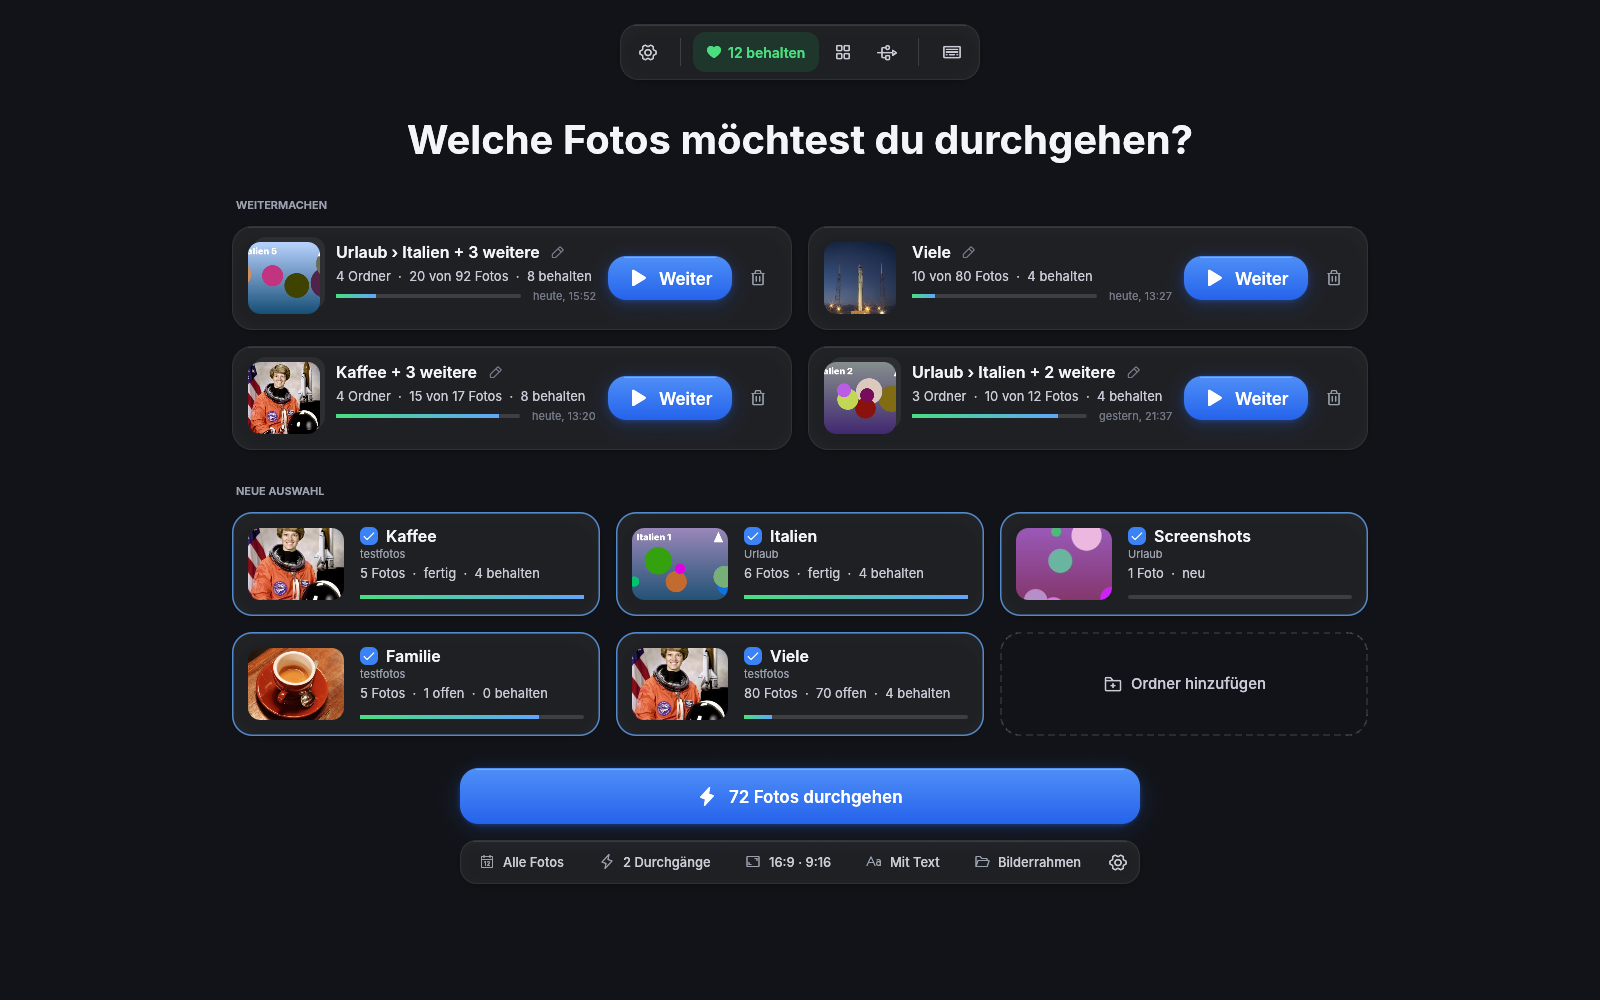 12 behalten
Welche Fotos möchtest du durchgehen?
WEITERMACHEN
alien 5
Urlaub › Italien + 3 weitere
4 Ordner · 20 von 92 Fotos · 8 behalten
heute, 15:52
Weiter
Viele
10 von 80 Fotos · 4 behalten
heute, 13:27
Weiter
Kaffee + 3 weitere
4 Ordner · 15 von 17 Fotos · 8 behalten
heute, 13:20
Weiter
alien 2
Urlaub › Italien + 2 weitere
3 Ordner · 10 von 12 Fotos · 4 behalten
gestern, 21:37
Weiter
NEUE AUSWAHL
Kaffee
testfotos
5 Fotos · fertig · 4 behalten
Italien 1
Italien
Urlaub
6 Fotos · fertig · 4 behalten
Screenshots
Urlaub
1 Foto · neu
Familie
testfotos
5 Fotos · 1 offen · 0 behalten
Viele
testfotos
80 Fotos · 70 offen · 4 behalten
Ordner hinzufügen
72 Fotos durchgehen
12 Alle Fotos
2 Durchgänge
16:9 · 9:16
Aa Mit Text
Bilderrahmen